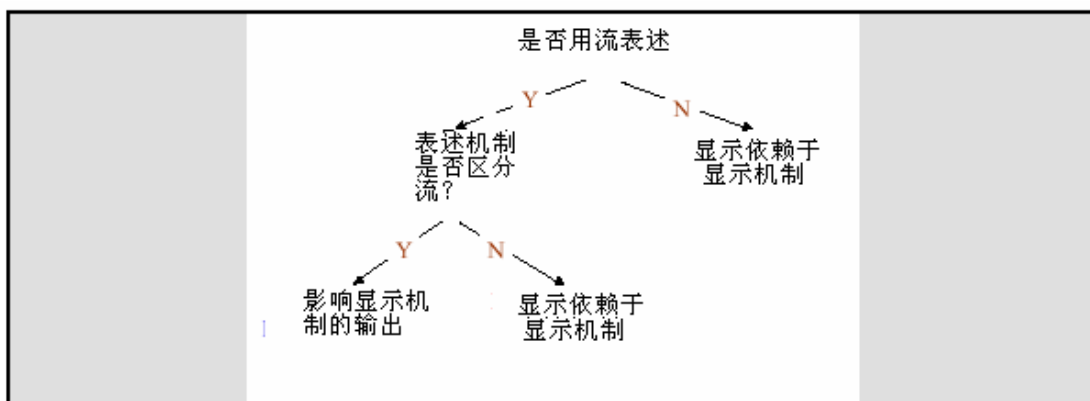 是否用流表述
Y
N
表述机制
是否区分
流？
显示依赖于
显示机制
Y
N
影响显示机
制的输出
显示依赖于
显示机制